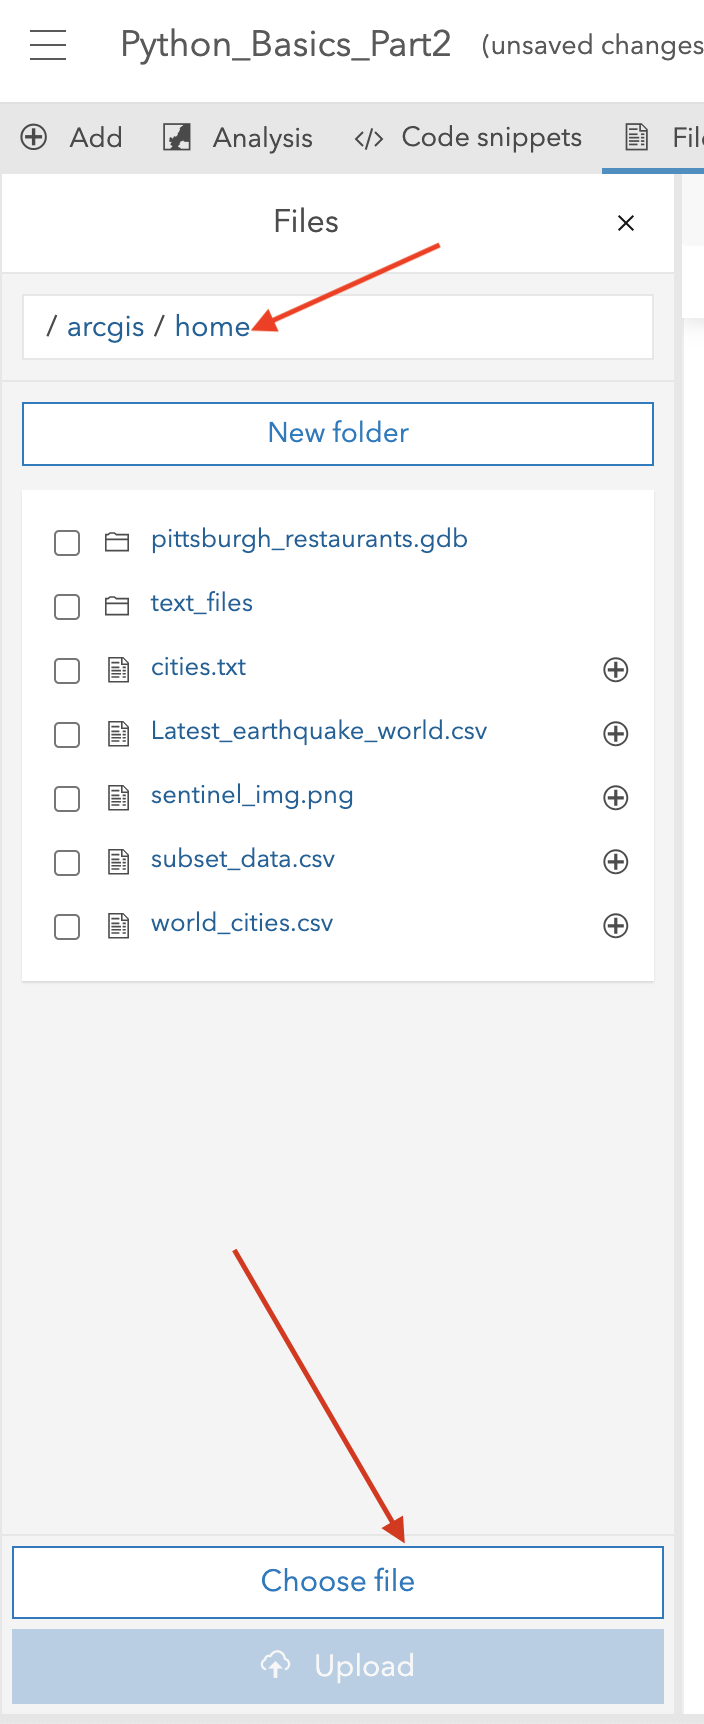 Python_Basics_Part2 (unsaved changes
Add Analysis Code snippets File
Files
/ arcgis / home
New folder
pittsburgh_restaurants.gdb
text_files
cities.txt
Latest_earthquake_world.csv
sentinel_img.png
subset_data.csv
world_cities.csv
Choose file
Upload